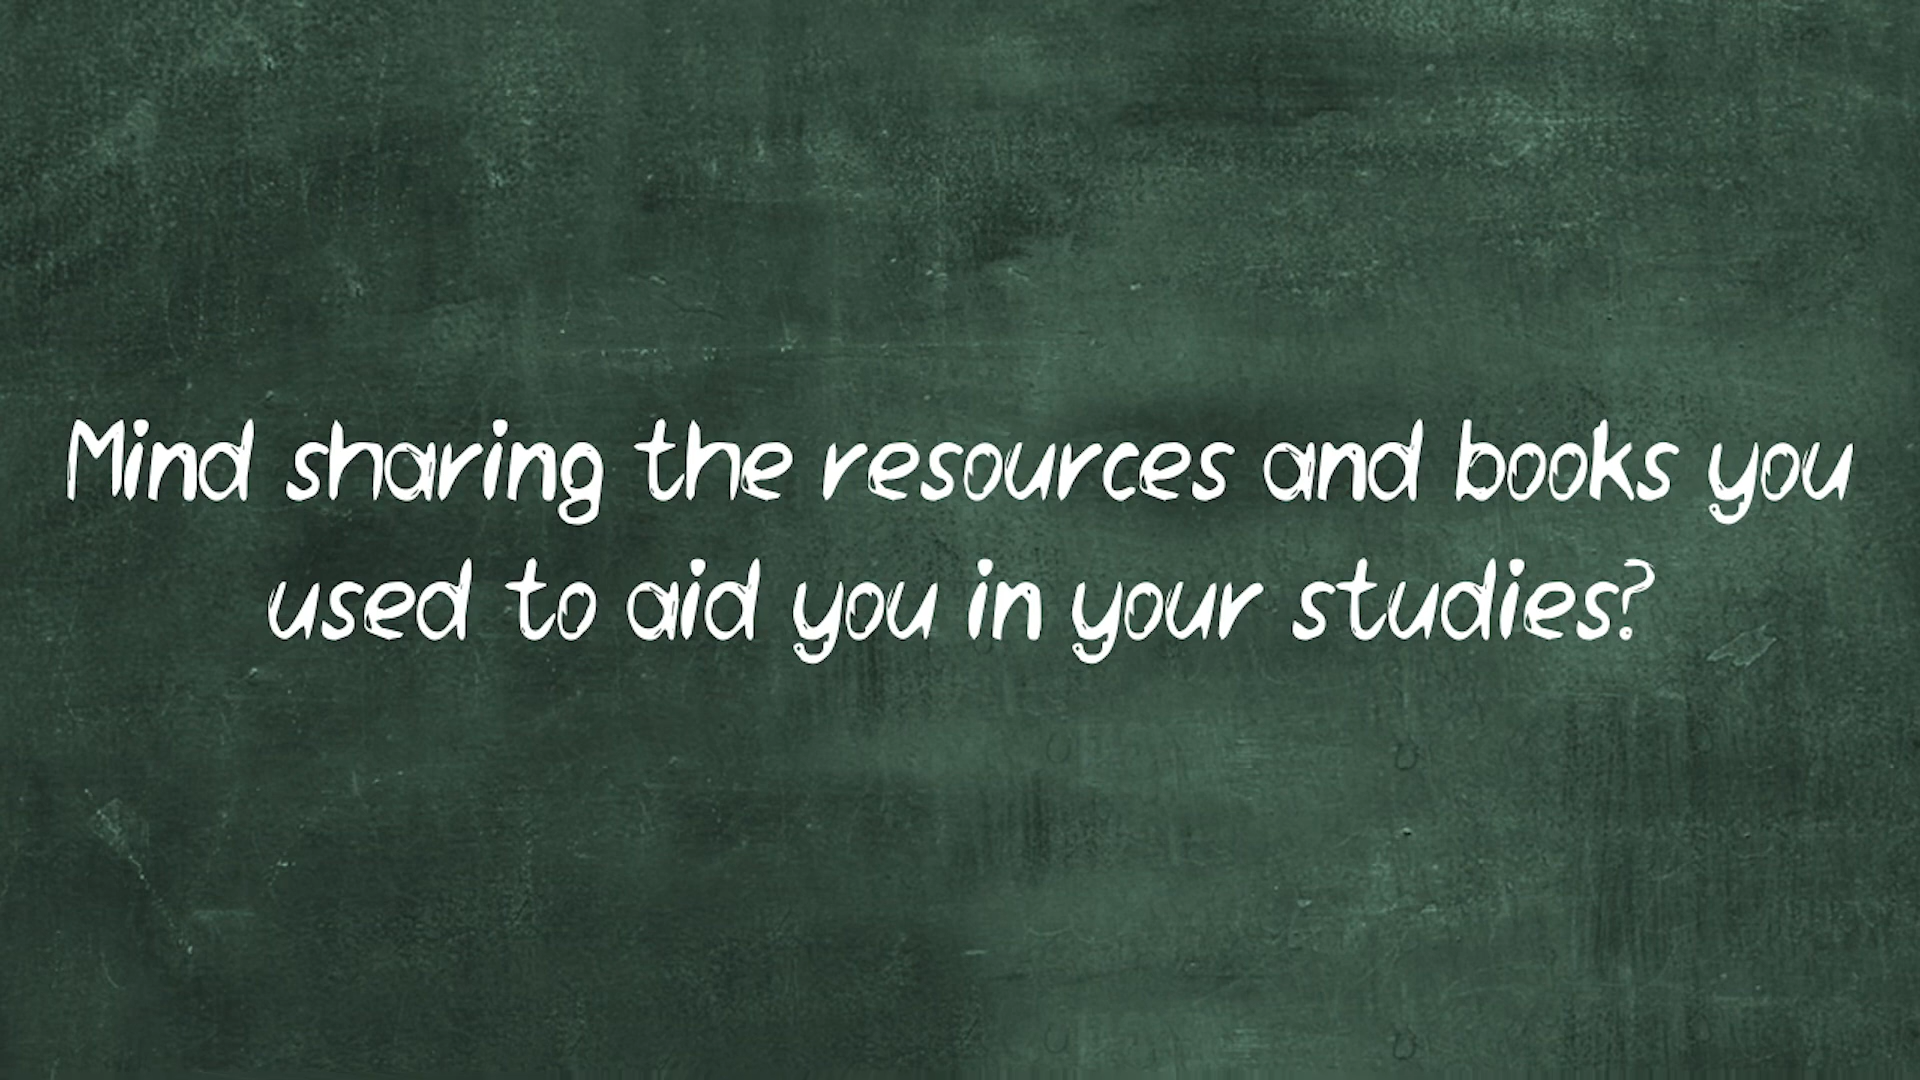 Mind sharing the resources and books you
used to aid you in your studies?